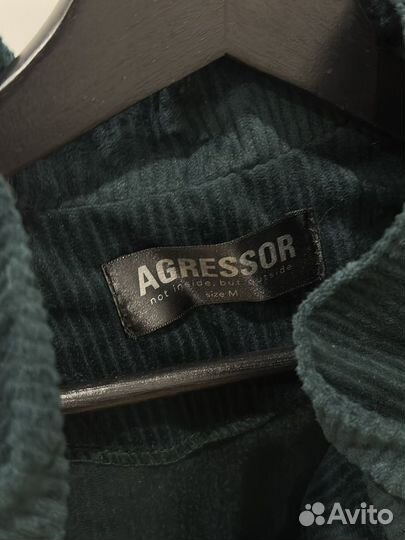 AGRESSOR
not inside, but outside
size M
Avito